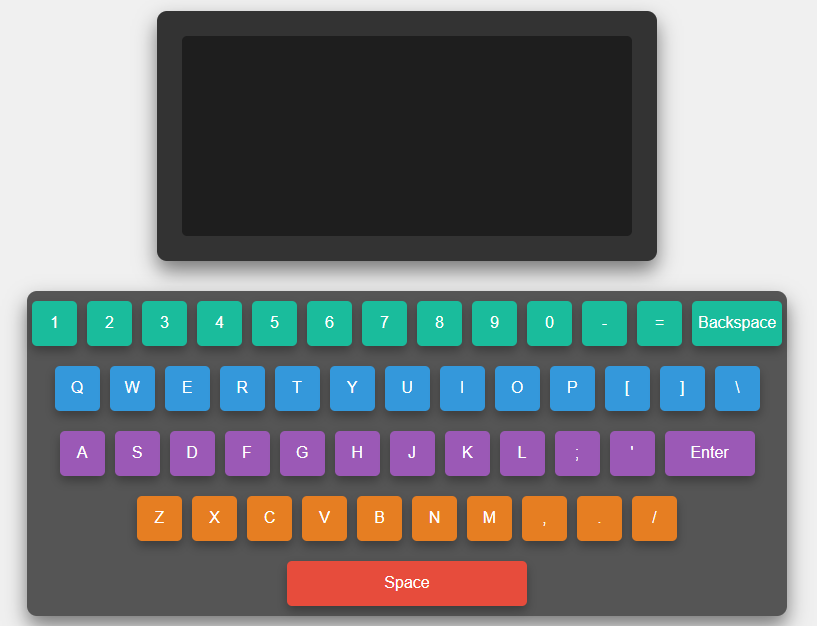 1 2 3 4 5 6 7 8 9 0 - = Backspace
Q W E R T Y U I O P [ ] \
A S D F G H J K L ; ' Enter
Z X C V B N M , . /
Space